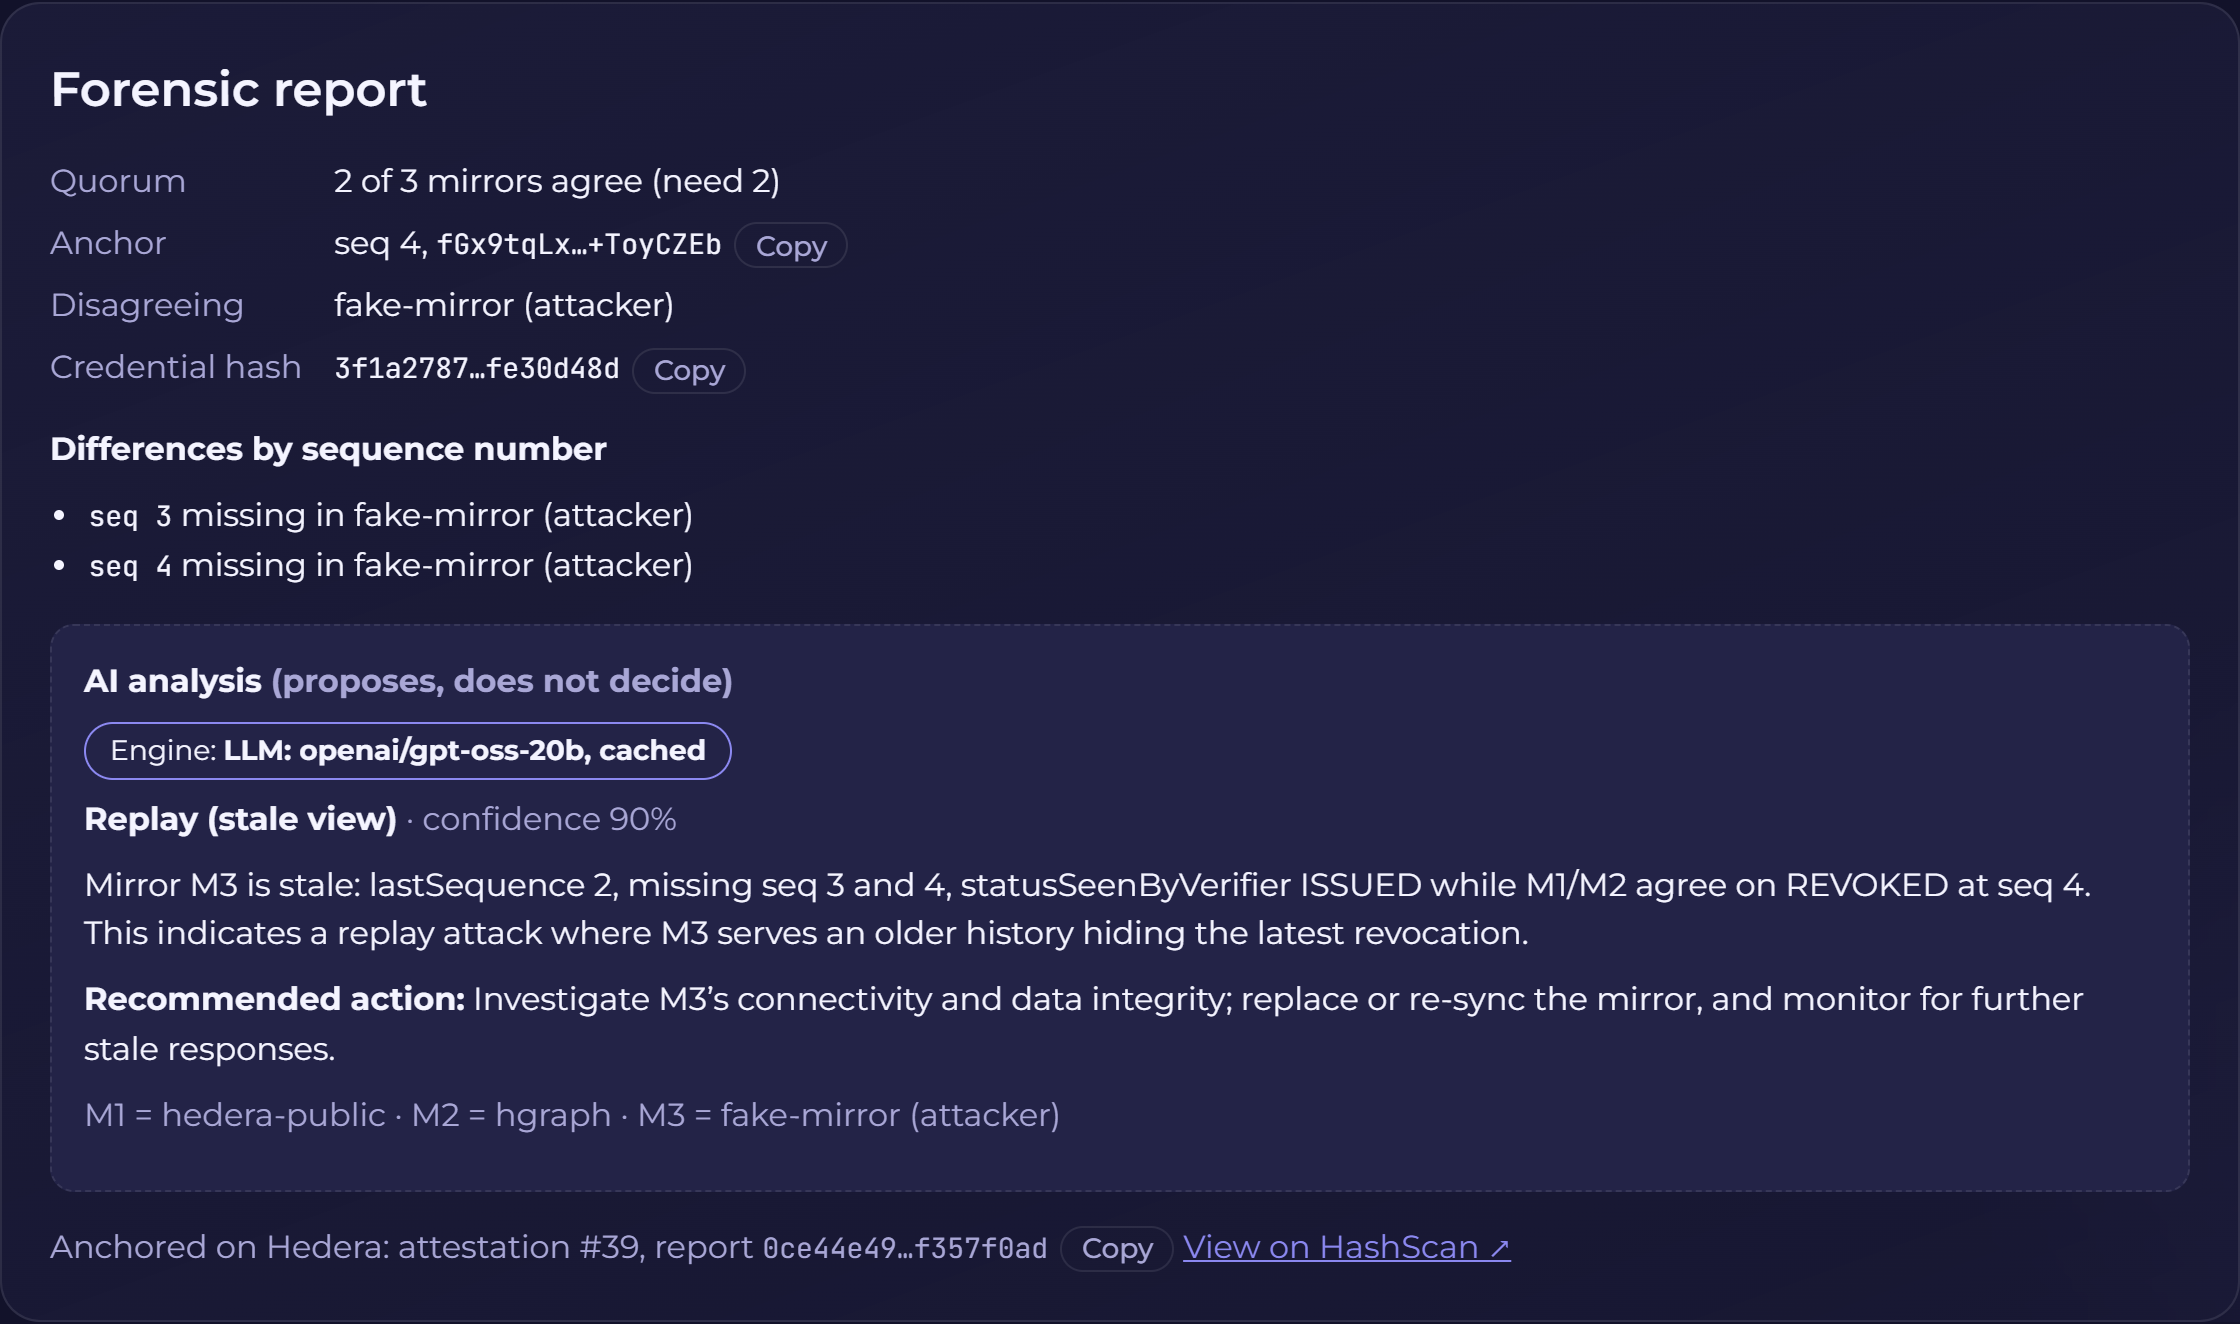 Forensic report
Quorum 2 of 3 mirrors agree (need 2)
Anchor seq 4, fGx9tqLx…+ToyCZEb Copy
Disagreeing fake-mirror (attacker)
Credential hash 3f1a2787…fe30d48d Copy
Differences by sequence number
• seq 3 missing in fake-mirror (attacker)
• seq 4 missing in fake-mirror (attacker)
AI analysis (proposes, does not decide)
Engine: LLM: openai/gpt-oss-20b, cached
Replay (stale view) · confidence 90%
Mirror M3 is stale: lastSequence 2, missing seq 3 and 4, statusSeenByVerifier ISSUED while M1/M2 agree on REVOKED at seq 4.
This indicates a replay attack where M3 serves an older history hiding the latest revocation.
Recommended action: Investigate M3’s connectivity and data integrity; replace or re-sync the mirror, and monitor for further
stale responses.
M1 = hedera-public · M2 = hgraph · M3 = fake-mirror (attacker)
Anchored on Hedera: attestation #39, report 0ce44e49…f357f0ad Copy View on HashScan ↗